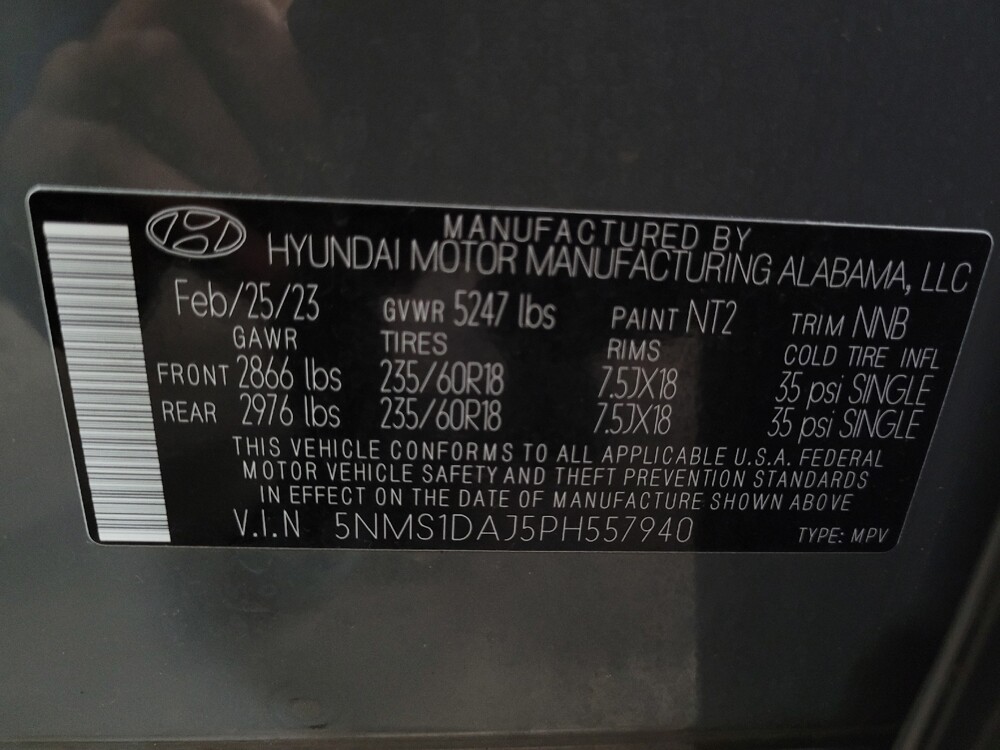 MANUFACTURED BY
HYUNDAI MOTOR MANUFACTURING ALABAMA, LLC
Feb/25/23 GVWR 5247 lbs PAINT NT2 TRIM NNB
GAWR TIRES RIMS COLD TIRE INFL
FRONT 2866 lbs 235/60R18 7.5JX18 35 psi SINGLE
REAR 2976 lbs 235/60R18 7.5JX18 35 psi SINGLE
THIS VEHICLE CONFORMS TO ALL APPLICABLE U.S.A. FEDERAL
MOTOR VEHICLE SAFETY AND THEFT PREVENTION STANDARDS
IN EFFECT ON THE DATE OF MANUFACTURE SHOWN ABOVE
V.I.N 5NMS1DAJ5PH557940 TYPE: MPV